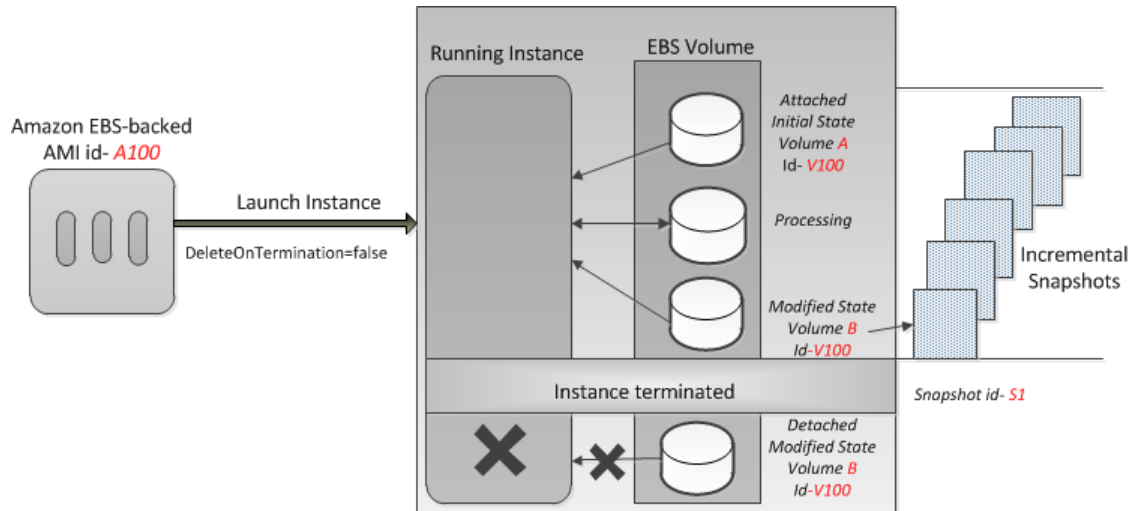 Amazon EBS-backed
AMI id- A100
Launch Instance
DeleteOnTermination=false
Running Instance
EBS Volume
Attached
Initial State
Volume A
Id- V100
Processing
Modified State
Volume B
Id-V100
Incremental
Snapshots
Instance terminated
Snapshot id- S1
Detached
Modified State
Volume B
Id-V100